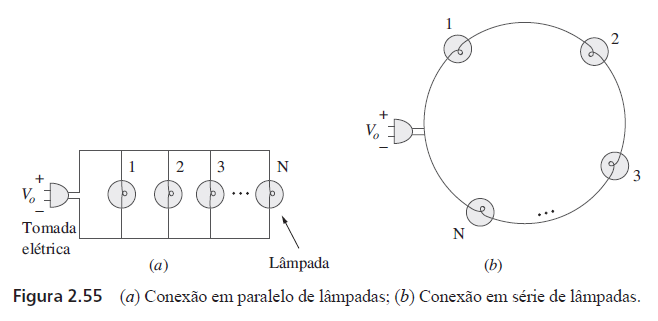 1
2
+
V_o
−
3
N
(b)
+
V_o
−
Tomada
elétrica
1
2
3
...
N
(a)
Lâmpada
...
Figura 2.55 (a) Conexão em paralelo de lâmpadas; (b) Conexão em série de lâmpadas.